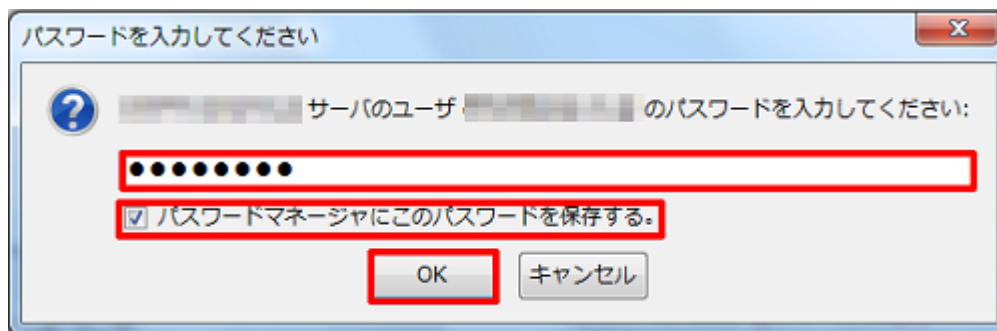 パスワードを入力してください
サーバのユーザ のパスワードを入力してください:
●●●●●●●●
パスワードマネージャにこのパスワードを保存する。
OK キャンセル